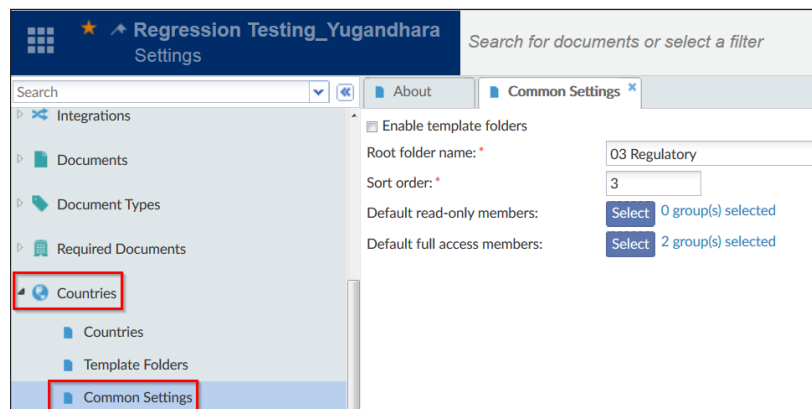 Regression Testing_Yugandhara
Settings
Search for documents or select a filter
Search
Integrations
Documents
Document Types
Required Documents
Countries
Countries
Template Folders
Common Settings
About
Common Settings
Enable template folders
Root folder name:*
03 Regulatory
Sort order:*
3
Default read-only members:
Select 0 group(s) selected
Default full access members:
Select 2 group(s) selected